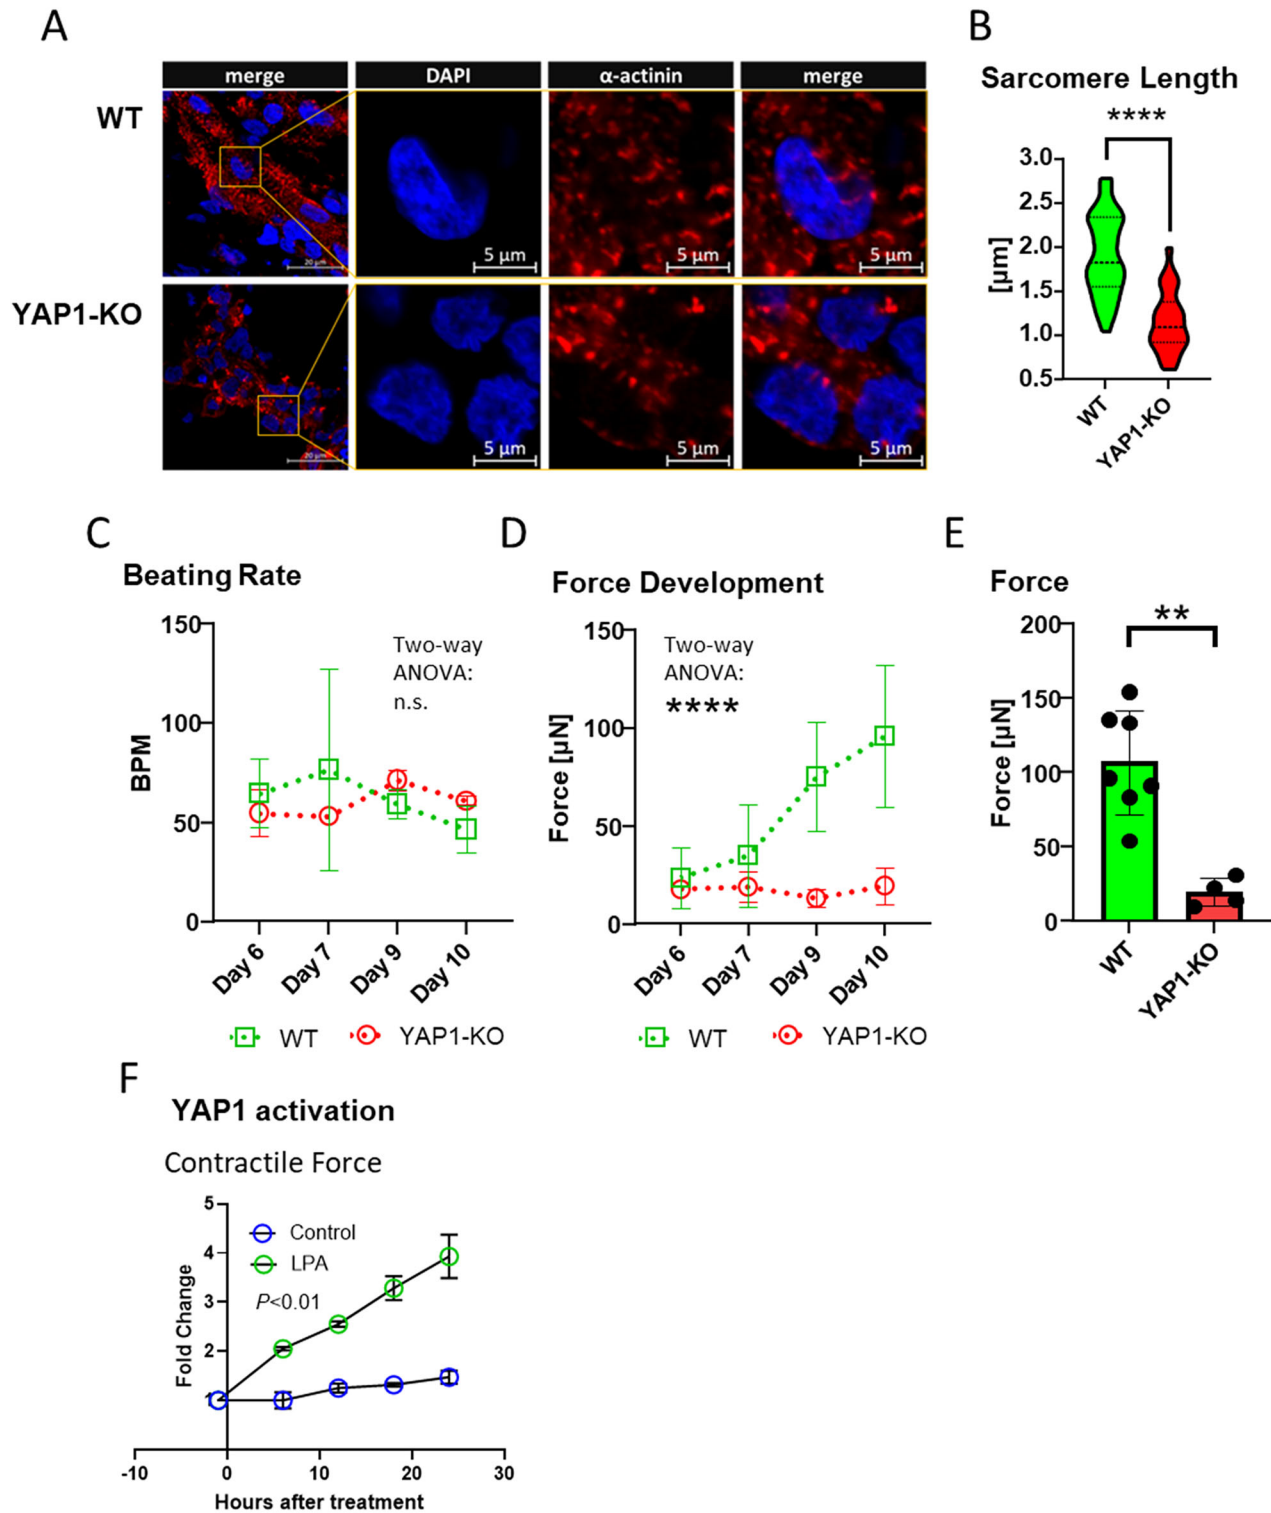 A
merge DAPI α-actinin merge
WT
20 µm
5 µm
5 µm
5 µm
YAP1-KO
20 µm
5 µm
5 µm
5 µm
B
Sarcomere Length
****
[µm]
3.0
2.5
2.0
1.5
1.0
0.5
WT
YAP1-KO
C
Beating Rate
BPM
150
100
50
0
Two-way
ANOVA:
n.s.
Day 6
Day 7
Day 9
Day 10
WT YAP1-KO
D
Force Development
Force [µN]
150
100
50
0
Two-way
ANOVA:
****
Day 6
Day 7
Day 9
Day 10
WT YAP1-KO
E
Force
Force [µN]
200
150
100
50
0
**
WT
YAP1-KO
F
YAP1 activation
Contractile Force
Fold Change
5
4
3
2
1
Control
LPA
P<0.01
-10 0 10 20 30
Hours after treatment